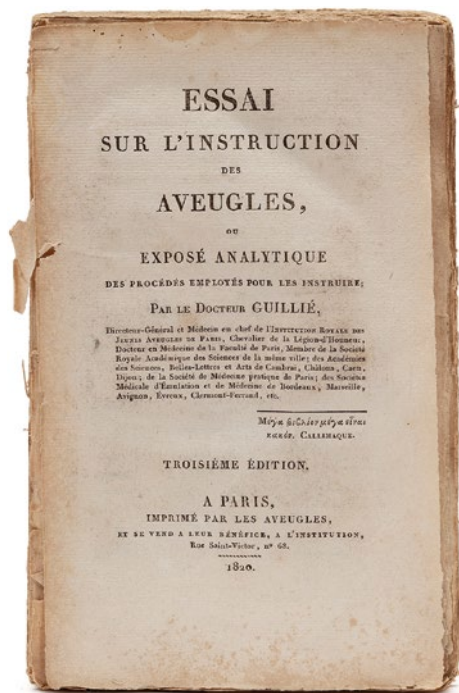 ESSAI
SUR L'INSTRUCTION
DES
AVEUGLES,
OU
EXPOSÉ ANALYTIQUE
DES PROCÉDÉS EMPLOYÉS POUR LES INSTRUIRE;
PAR LE DOCTEUR GUILLIÉ,
Directeur-Général et Médecin en chef de l'INSTITUTION ROYALE DES
JEUNES AVEUGLES DE PARIS, Chevalier de la Légion-d'Honneur,
Docteur en Médecine de la Faculté de Paris, Membre de la Société
Royale Académique des Sciences de la même ville; des Académies
des Sciences, Belles-Lettres et Arts de Cambrai, Châlons, Caen,
Dijon; de la Société de Médecine pratique de Paris; des Sociétés
Médicale d'Émulation et de Médecine de Bordeaux, Marseille,
Avignon, Évreux, Clermont-Ferrand, etc.
Μέγα μέγα
CALLIMAQUE.
TROISIÈME ÉDITION.
A PARIS,
IMPRIMÉ PAR LES AVEUGLES,
ET SE VEND A LEUR BÉNÉFICE, A L'INSTITUTION,
Rue Saint-Victor, nº 68.
1820.